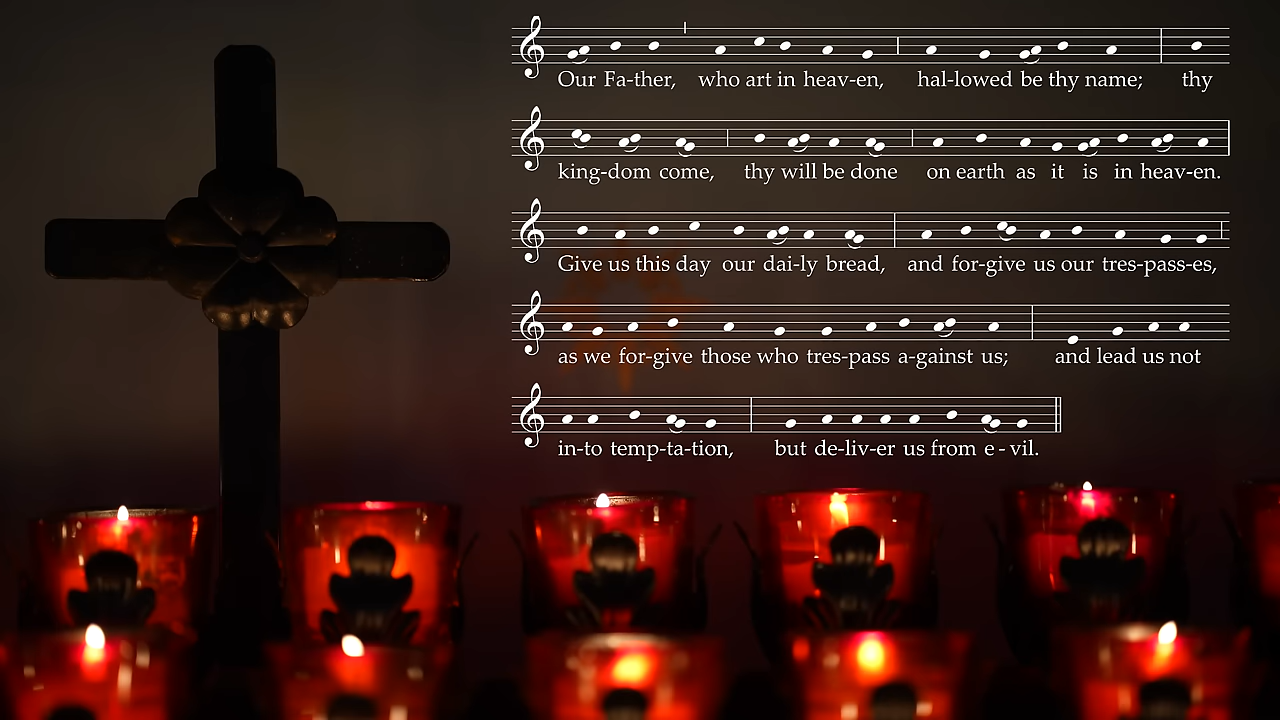 Our Fa-ther, who art in heav-en, hal-lowed be thy name; thy
king-dom come, thy will be done on earth as it is in heav-en.
Give us this day our dai-ly bread, and for-give us our tres-pass-es,
as we for-give those who tres-pass a-gainst us; and lead us not
in-to temp-ta-tion, but de-liv-er us from e-vil.